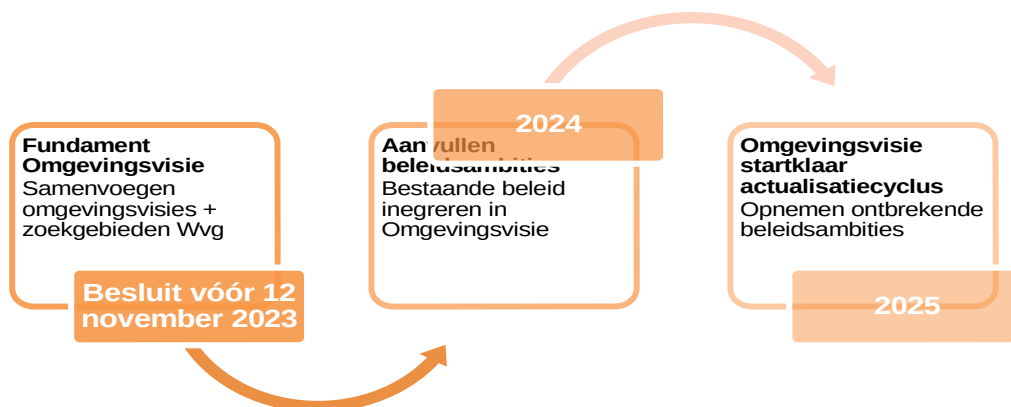 Fundament
Omgevingsvisie
Samenvoegen
omgevingsvisies +
zoekgebieden Wvg
Besluit vóór 12
november 2023
2024
Aanvullen
beleidsambities
Bestaande beleid
inegreren in
Omgevingsvisie
Omgevingsvisie
startklaar
actualisatiecyclus
Opnemen ontbrekende
beleidsambities
2025